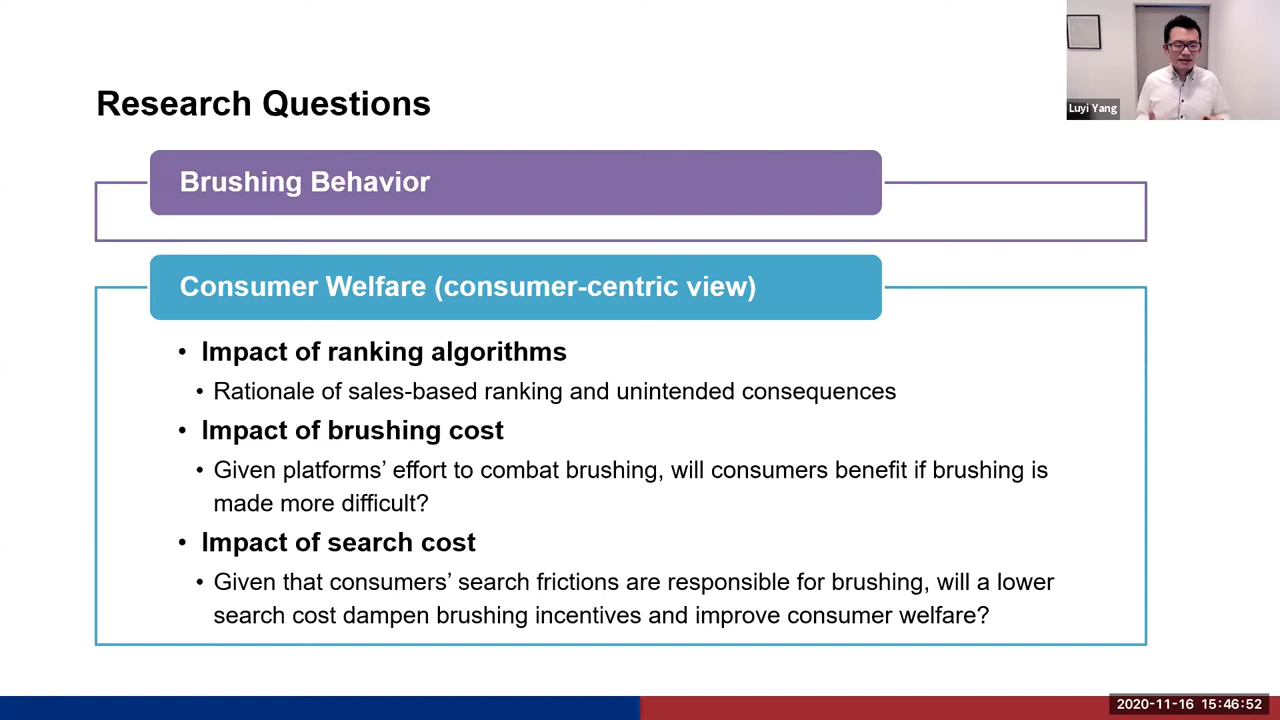 Research Questions
Luyi Yang
Brushing Behavior
Consumer Welfare (consumer-centric view)
• Impact of ranking algorithms
• Rationale of sales-based ranking and unintended consequences
• Impact of brushing cost
• Given platforms’ effort to combat brushing, will consumers benefit if brushing is
made more difficult?
• Impact of search cost
• Given that consumers’ search frictions are responsible for brushing, will a lower
search cost dampen brushing incentives and improve consumer welfare?
2020-11-16 15:46:52